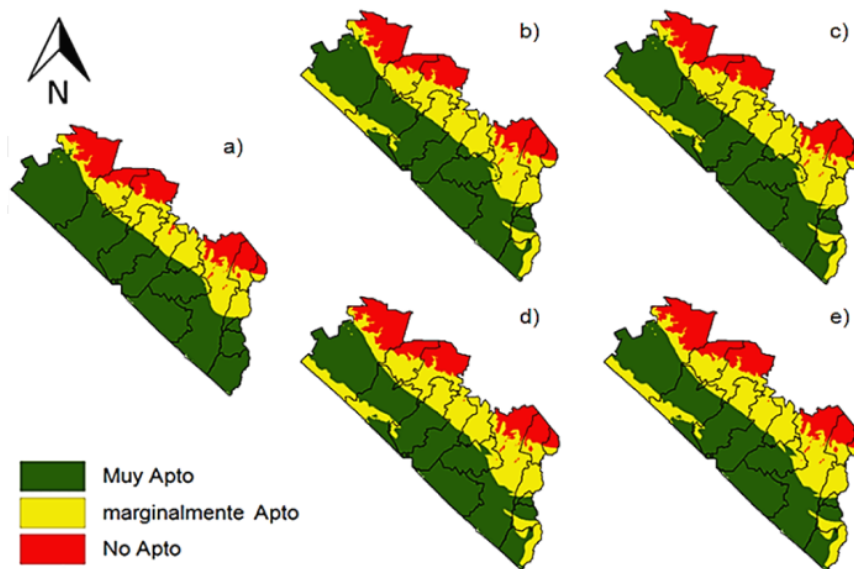 N
a)
b)
c)
d)
e)
Muy Apto
marginalmente Apto
No Apto